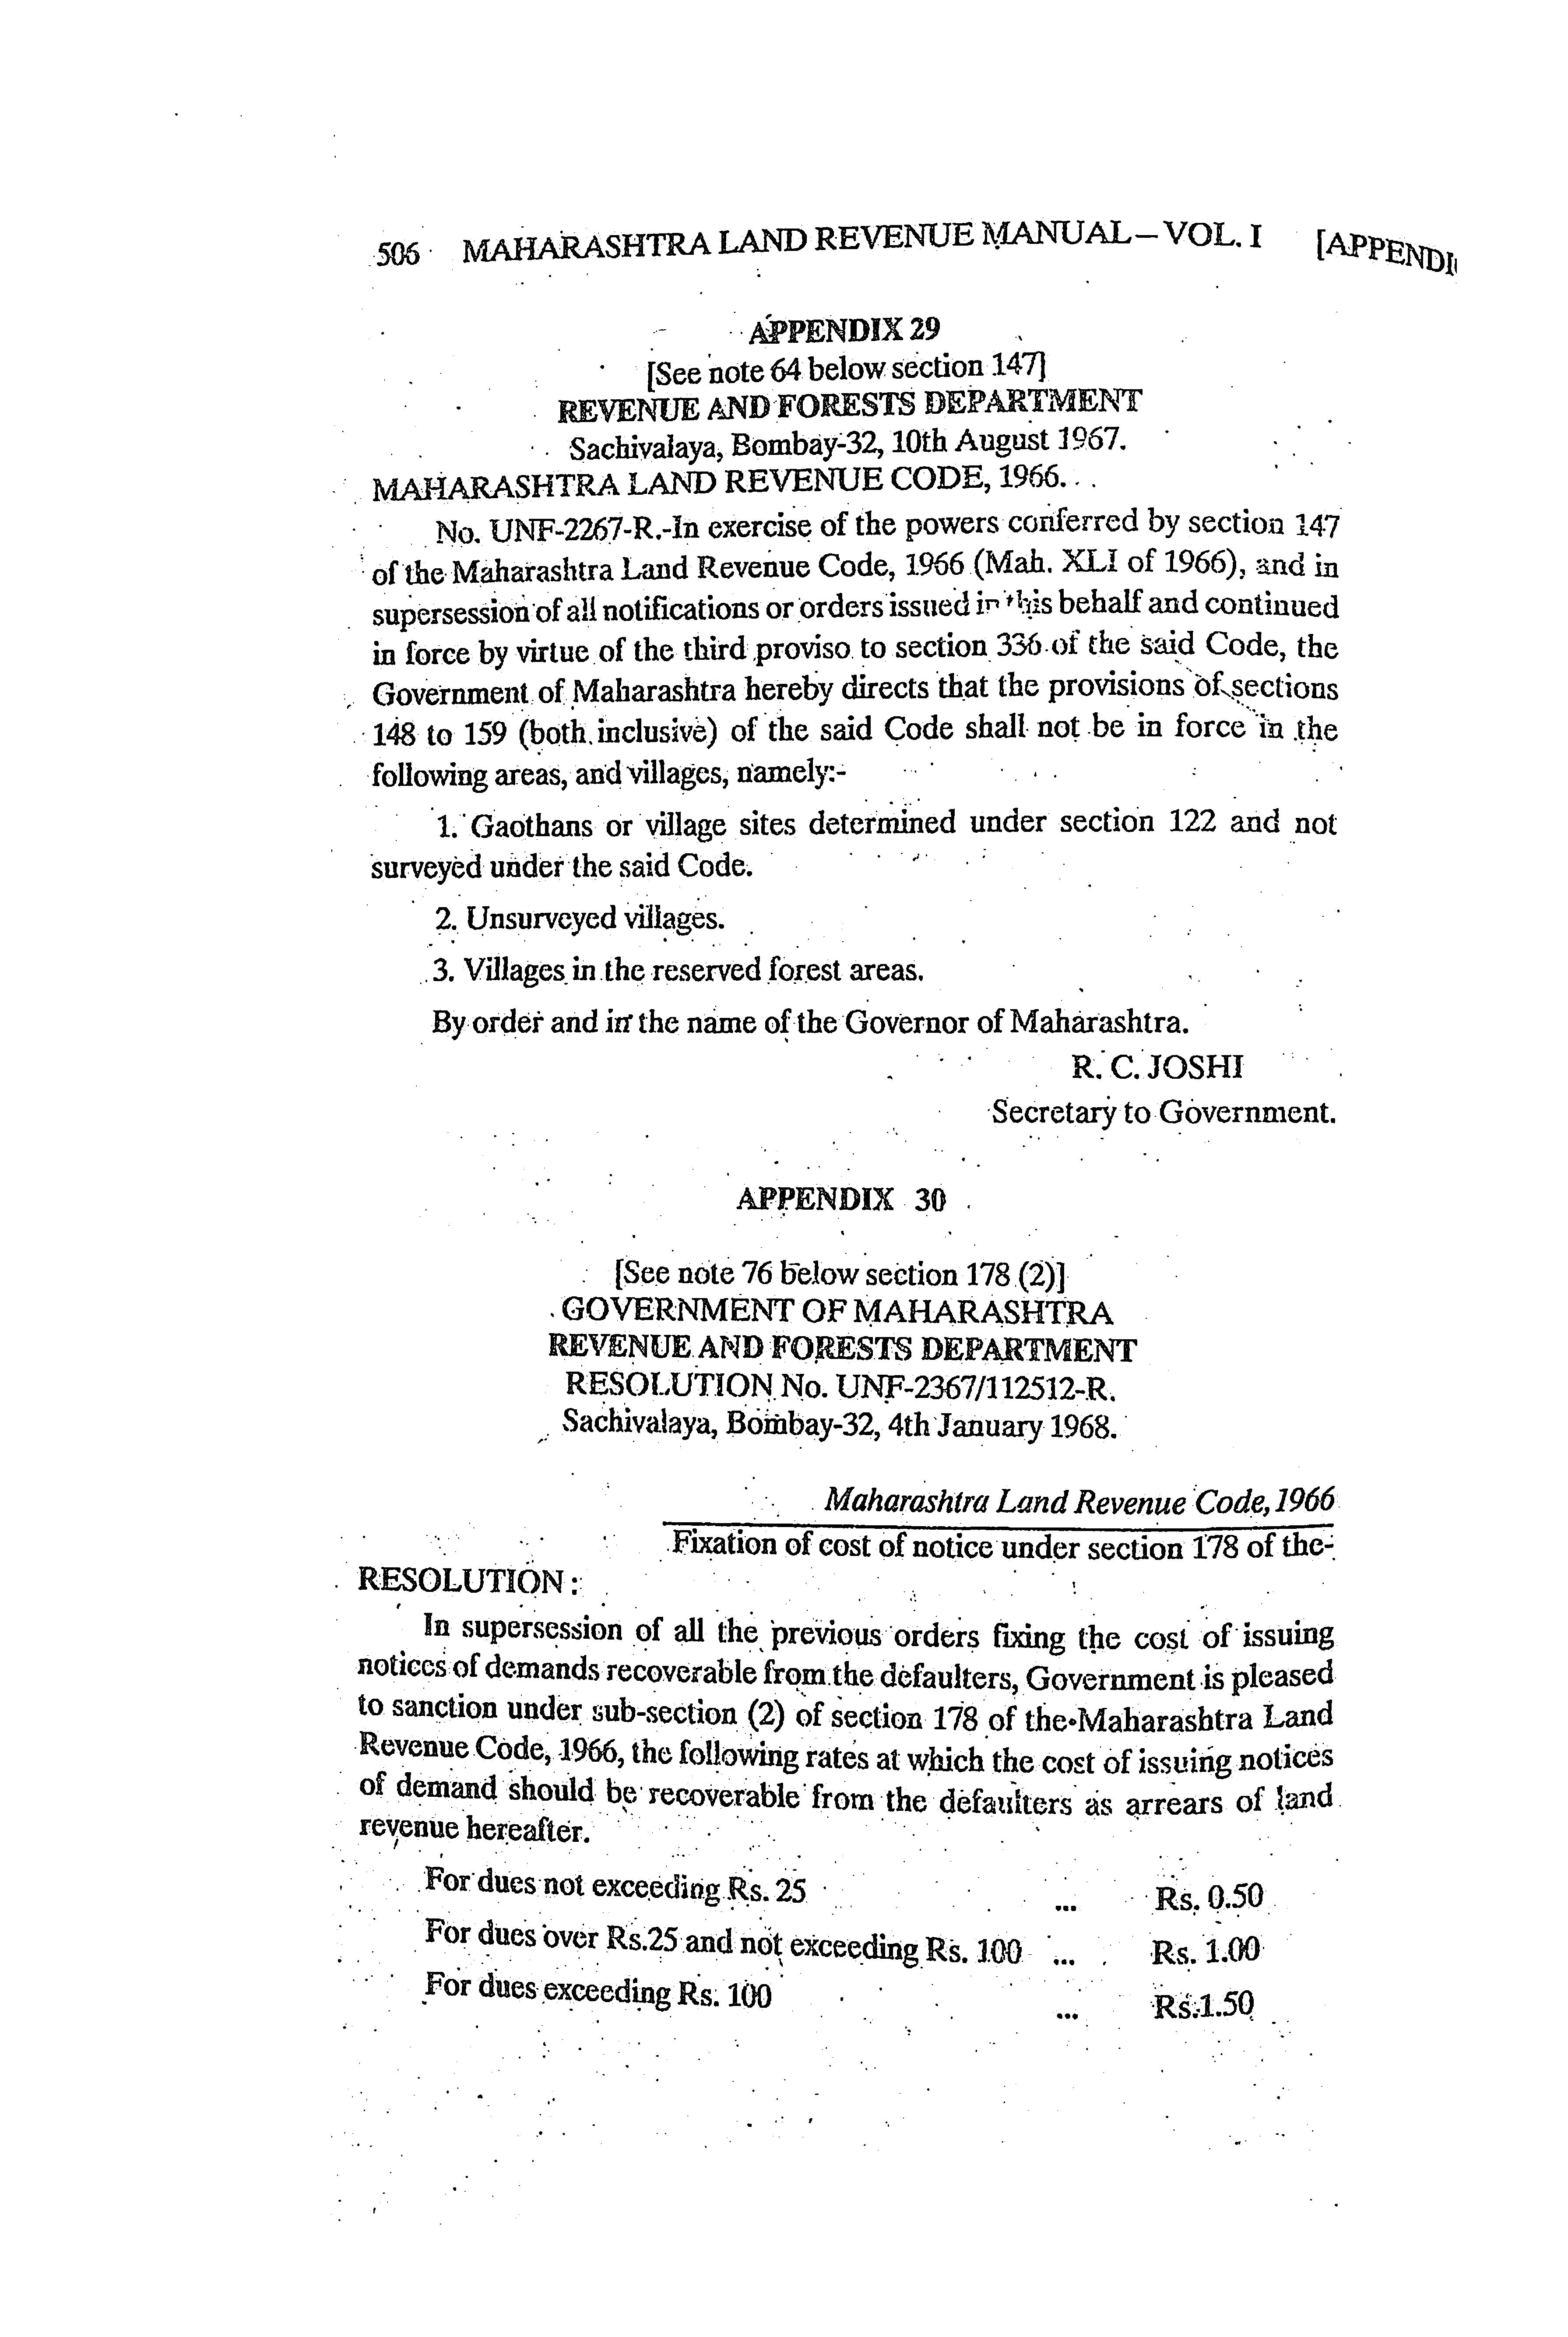 506 MAHARASHTRA LAND REVENUE MANUAL – VOL. I [APPENDI
APPENDIX 29
[See note 64 below section 147]
REVENUE AND FORESTS DEPARTMENT
Sachivalaya, Bombay-32, 10th August 1967.
MAHARASHTRA LAND REVENUE CODE, 1966...
No. UNF-2267-R.-In exercise of the powers conferred by section 147
of the Maharashtra Land Revenue Code, 1966 (Mah. XLI of 1966), and in
supersession of all notifications or orders issued in this behalf and continued
in force by virtue of the third proviso to section 336 of the said Code, the
Government of Maharashtra hereby directs that the provisions of sections
148 to 159 (both inclusive) of the said Code shall not be in force in the
following areas, and villages, namely:-
1. Gaothans or village sites determined under section 122 and not
surveyed under the said Code.
2. Unsurveyed villages.
3. Villages in the reserved forest areas.
By order and in the name of the Governor of Maharashtra.
R. C. JOSHI
Secretary to Government.
APPENDIX 30
[See note 76 below section 178 (2)]
GOVERNMENT OF MAHARASHTRA
REVENUE AND FORESTS DEPARTMENT
RESOLUTION No. UNF-2367/112512-R.
Sachivalaya, Bombay-32, 4th January 1968.
Maharashtra Land Revenue Code, 1966
Fixation of cost of notice under section 178 of the-
RESOLUTION :
In supersession of all the previous orders fixing the cost of issuing
notices of demands recoverable from the defaulters, Government is pleased
to sanction under sub-section (2) of section 178 of the Maharashtra Land
Revenue Code, 1966, the following rates at which the cost of issuing notices
of demand should be recoverable from the defaulters as arrears of land
revenue hereafter.
For dues not exceeding Rs. 25 ... Rs. 0.50
For dues over Rs.25 and not exceeding Rs. 100 ... Rs. 1.00
For dues exceeding Rs. 100 ... Rs.1.50